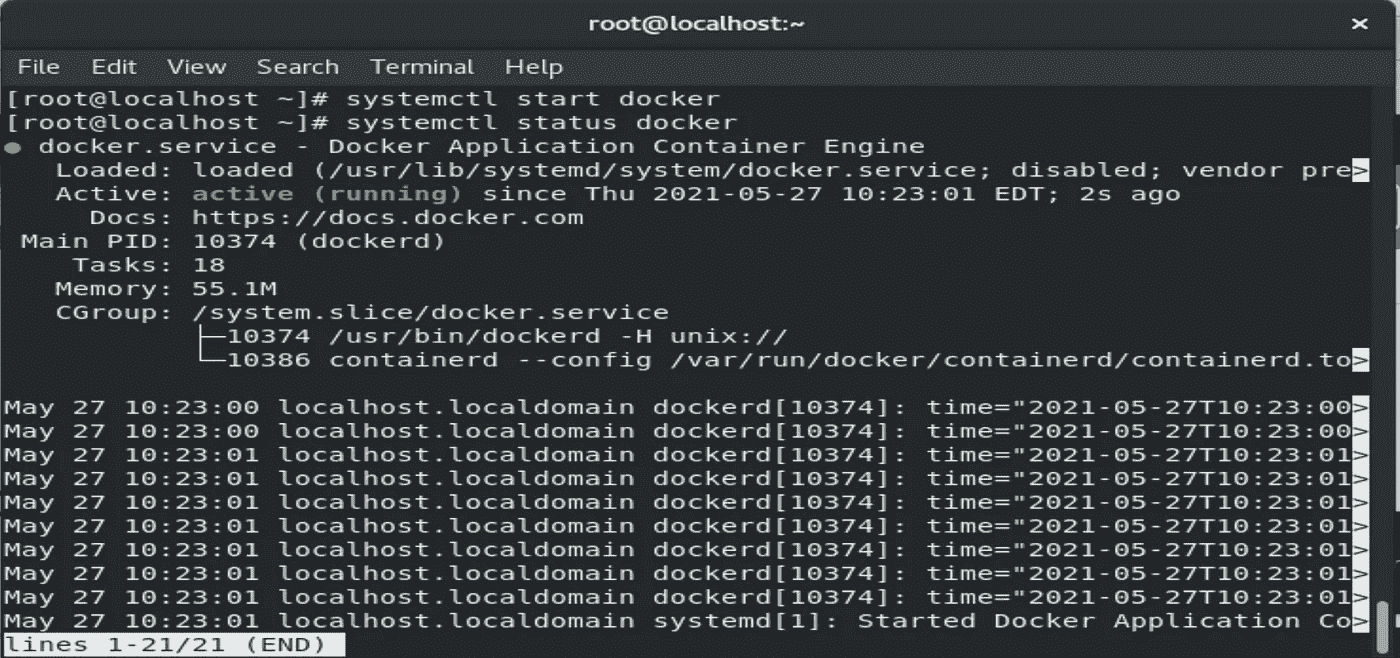 root@localhost:~ ×
File Edit View Search Terminal Help
[root@localhost ~]# systemctl start docker
[root@localhost ~]# systemctl status docker
● docker.service - Docker Application Container Engine
   Loaded: loaded (/usr/lib/systemd/system/docker.service; disabled; vendor pre>
   Active: active (running) since Thu 2021-05-27 10:23:01 EDT; 2s ago
     Docs: https://docs.docker.com
 Main PID: 10374 (dockerd)
    Tasks: 18
   Memory: 55.1M
   CGroup: /system.slice/docker.service
           ├─10374 /usr/bin/dockerd -H unix://
           └─10386 containerd --config /var/run/docker/containerd/containerd.to>
May 27 10:23:00 localhost.localdomain dockerd[10374]: time="2021-05-27T10:23:00>
May 27 10:23:00 localhost.localdomain dockerd[10374]: time="2021-05-27T10:23:00>
May 27 10:23:01 localhost.localdomain dockerd[10374]: time="2021-05-27T10:23:01>
May 27 10:23:01 localhost.localdomain dockerd[10374]: time="2021-05-27T10:23:01>
May 27 10:23:01 localhost.localdomain dockerd[10374]: time="2021-05-27T10:23:01>
May 27 10:23:01 localhost.localdomain dockerd[10374]: time="2021-05-27T10:23:01>
May 27 10:23:01 localhost.localdomain dockerd[10374]: time="2021-05-27T10:23:01>
May 27 10:23:01 localhost.localdomain dockerd[10374]: time="2021-05-27T10:23:01>
May 27 10:23:01 localhost.localdomain dockerd[10374]: time="2021-05-27T10:23:01>
May 27 10:23:01 localhost.localdomain systemd[1]: Started Docker Application Co>
lines 1-21/21 (END)